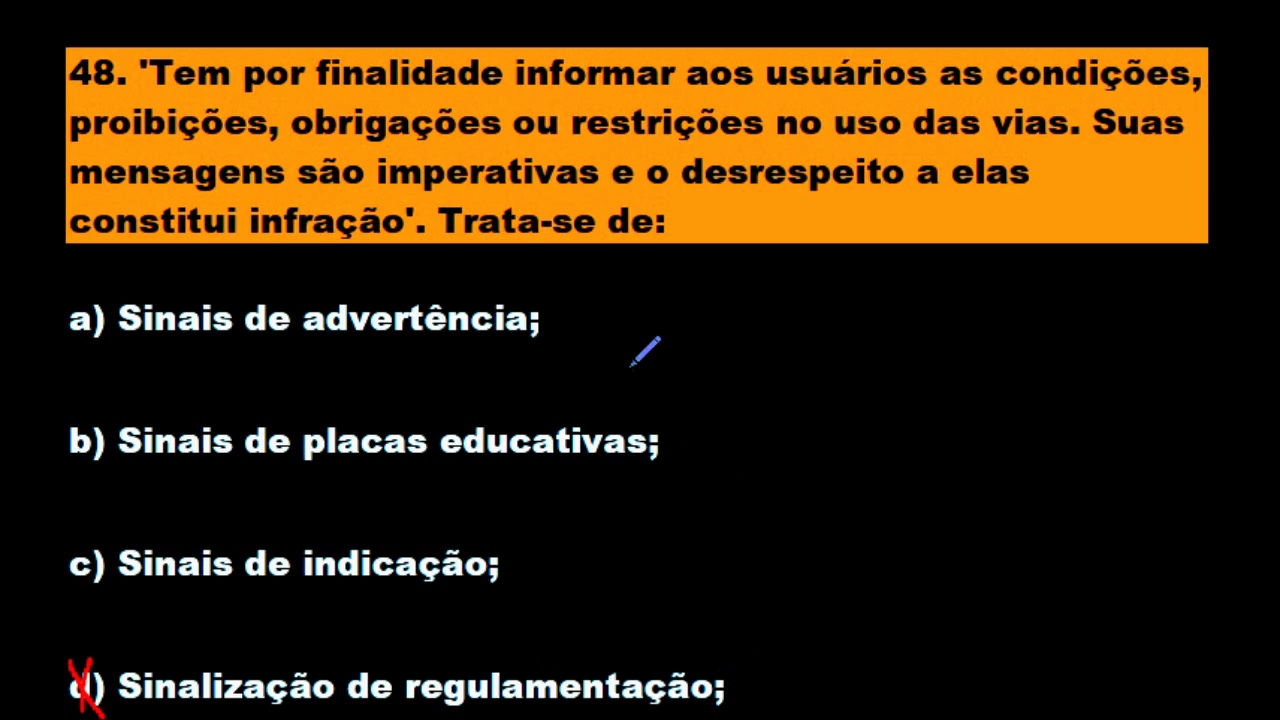 48. 'Tem por finalidade informar aos usuários as condições,
proibições, obrigações ou restrições no uso das vias. Suas
mensagens são imperativas e o desrespeito a elas
constitui infração'. Trata-se de:
a) Sinais de advertência;
b) Sinais de placas educativas;
c) Sinais de indicação;
d) Sinalização de regulamentação;